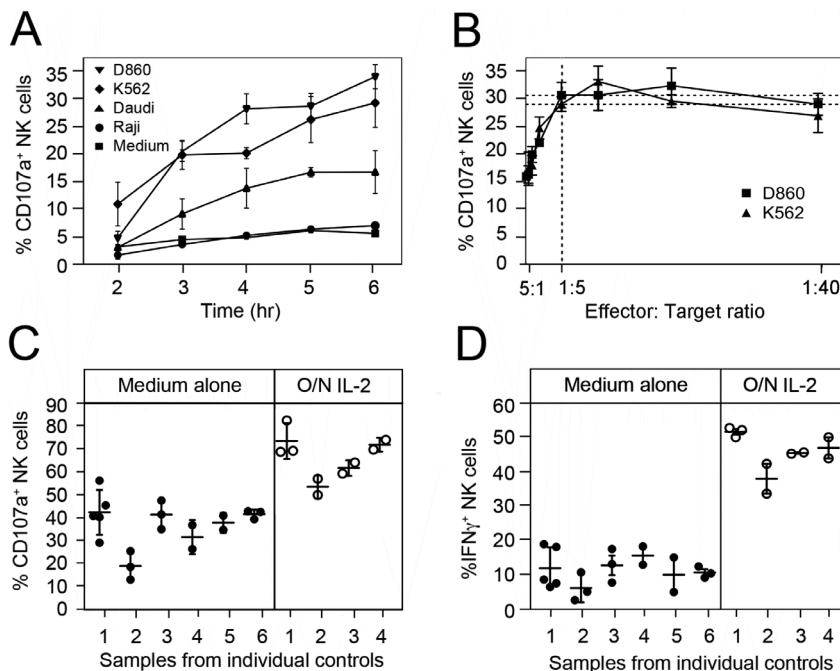 A
D860
K562
Daudi
Raji
Medium
% CD107a⁺ NK cells
35
30
25
20
15
10
5
0
2 3 4 5 6
Time (hr)
B
% CD107a⁺ NK cells
35
30
25
20
15
10
5
0
D860
K562
5:1 1:5 1:40
Effector: Target ratio
C
Medium alone O/N IL-2
% CD107a⁺ NK cells
90
80
70
60
50
40
30
20
10
0
1 2 3 4 5 6 1 2 3 4
Samples from individual controls
D
Medium alone O/N IL-2
%IFNγ⁺ NK cells
60
50
40
30
20
10
0
1 2 3 4 5 6 1 2 3 4
Samples from individual controls